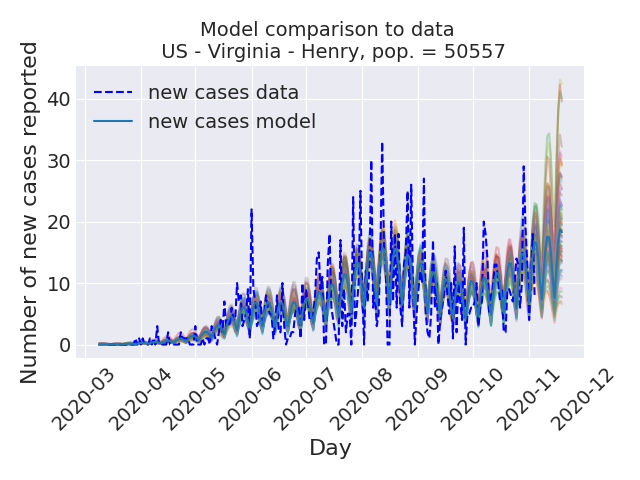 Model comparison to data
US - Virginia - Henry, pop. = 50557
Number of new cases reported
40
30
20
10
0
new cases data
new cases model
2020-03
2020-04
2020-05
2020-06
2020-07
2020-08
2020-09
2020-10
2020-11
2020-12
Day